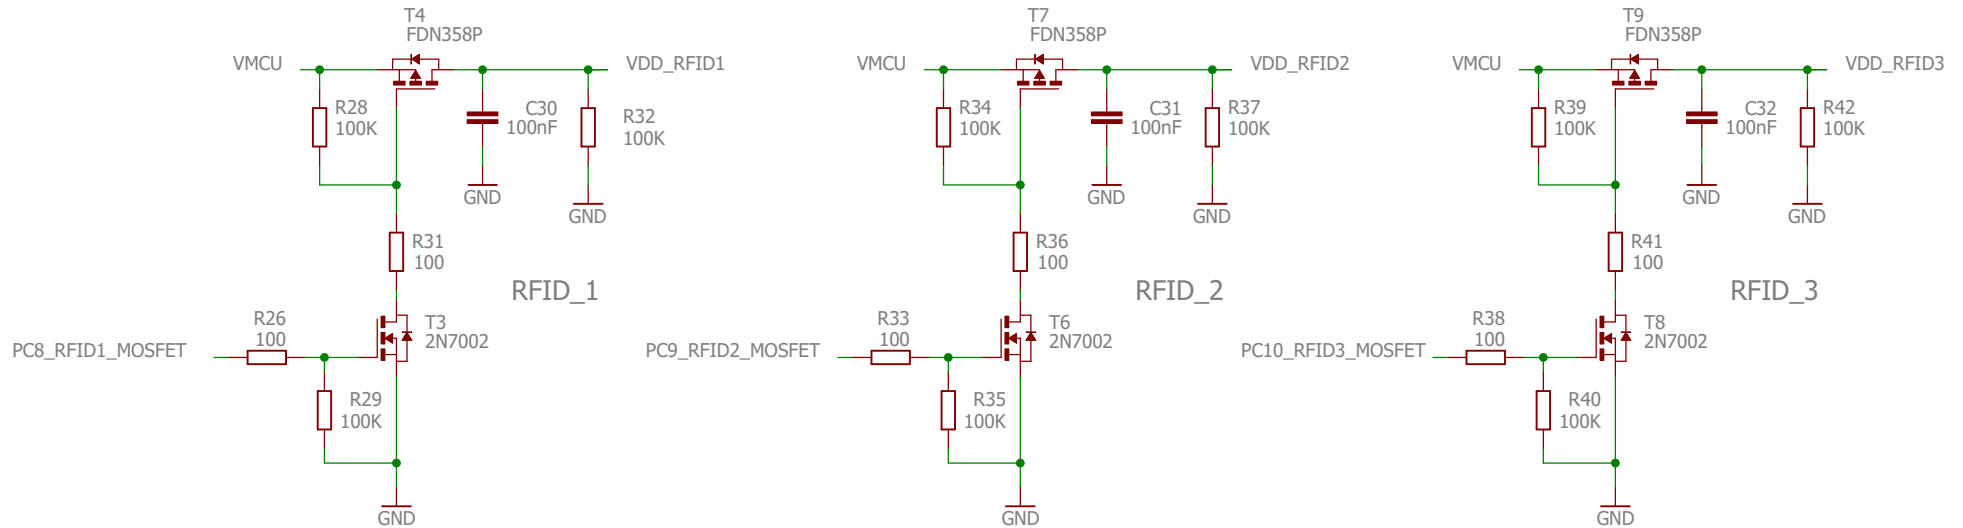 T4
FDN358P
VMCU
VDD_RFID1
R28
100K
C30
100nF
R32
100K
GND
GND
R31
100
RFID_1
R26
100
T3
2N7002
PC8_RFID1_MOSFET
R29
100K
GND
T7
FDN358P
VMCU
VDD_RFID2
R34
100K
C31
100nF
R37
100K
GND
GND
R36
100
RFID_2
R33
100
T6
2N7002
PC9_RFID2_MOSFET
R35
100K
GND
T9
FDN358P
VMCU
VDD_RFID3
R39
100K
C32
100nF
R42
100K
GND
GND
R41
100
RFID_3
R38
100
T8
2N7002
PC10_RFID3_MOSFET
R40
100K
GND